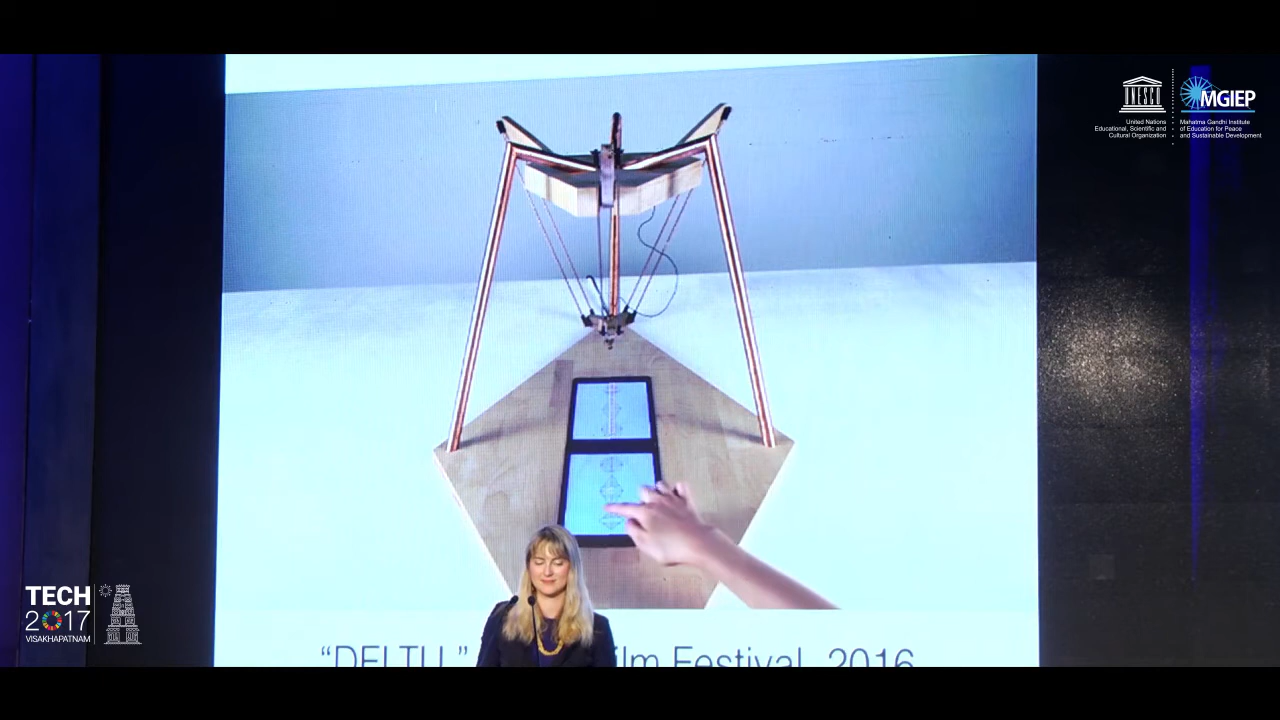 UNESCO
MGIEP
United Nations
Educational, Scientific and
Cultural Organization
Mahatma Gandhi Institute
of Education for Peace
and Sustainable Development
TECH
2017
VISAKHAPATNAM
Festival, 2016